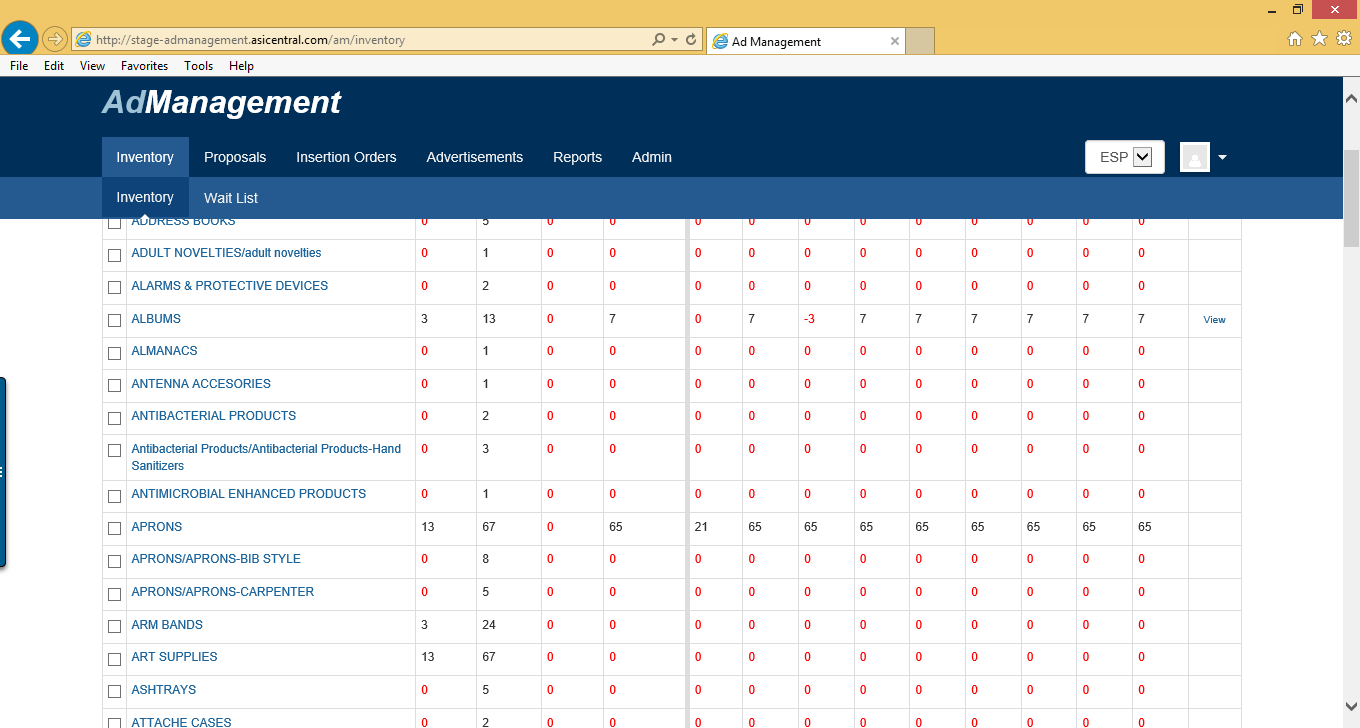 http://stage-admanagement.asicentral.com/am/inventory
Ad Management
File Edit View Favorites Tools Help
AdManagement
Inventory Proposals Insertion Orders Advertisements Reports Admin ESP
Inventory Wait List
ADDRESS BOOKS 0 5 0 0 0 0 0 0 0 0 0 0 0
ADULT NOVELTIES/adult novelties 0 1 0 0 0 0 0 0 0 0 0 0 0
ALARMS & PROTECTIVE DEVICES 0 2 0 0 0 0 0 0 0 0 0 0 0
ALBUMS 3 13 0 7 0 7 -3 7 7 7 7 7 7 View
ALMANACS 0 1 0 0 0 0 0 0 0 0 0 0 0
ANTENNA ACCESORIES 0 1 0 0 0 0 0 0 0 0 0 0 0
ANTIBACTERIAL PRODUCTS 0 2 0 0 0 0 0 0 0 0 0 0 0
Antibacterial Products/Antibacterial Products-Hand 0 3 0 0 0 0 0 0 0 0 0 0 0
Sanitizers
ANTIMICROBIAL ENHANCED PRODUCTS 0 1 0 0 0 0 0 0 0 0 0 0 0
APRONS 13 67 0 65 21 65 65 65 65 65 65 65 65
APRONS/APRONS-BIB STYLE 0 8 0 0 0 0 0 0 0 0 0 0 0
APRONS/APRONS-CARPENTER 0 5 0 0 0 0 0 0 0 0 0 0 0
ARM BANDS 3 24 0 0 0 0 0 0 0 0 0 0 0
ART SUPPLIES 13 67 0 0 0 0 0 0 0 0 0 0 0
ASHTRAYS 0 5 0 0 0 0 0 0 0 0 0 0 0
ATTACHE CASES 0 2 0 0 0 0 0 0 0 0 0 0 0